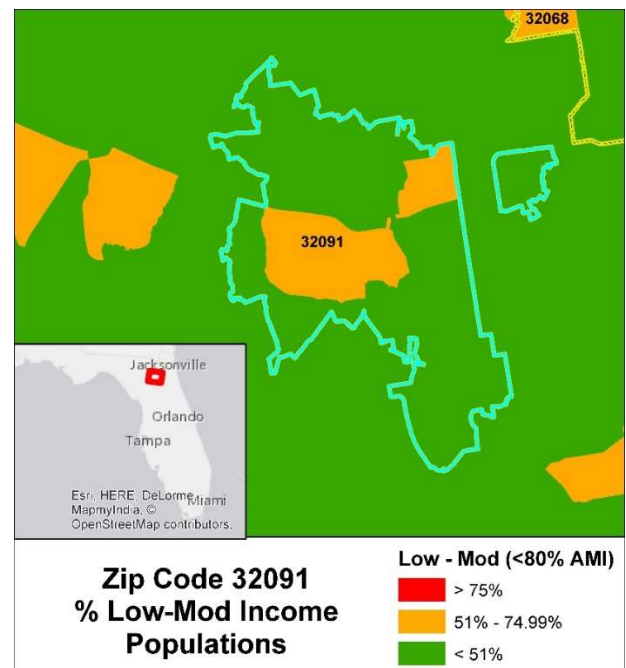 32068
32091
Jacksonville
Orlando
Tampa
Miami
Esri, HERE, DeLorme,
MapmyIndia, ©
OpenStreetMap contributors,
Zip Code 32091
% Low-Mod Income
Populations
Low - Mod (<80% AMI)
> 75%
51% - 74.99%
< 51%